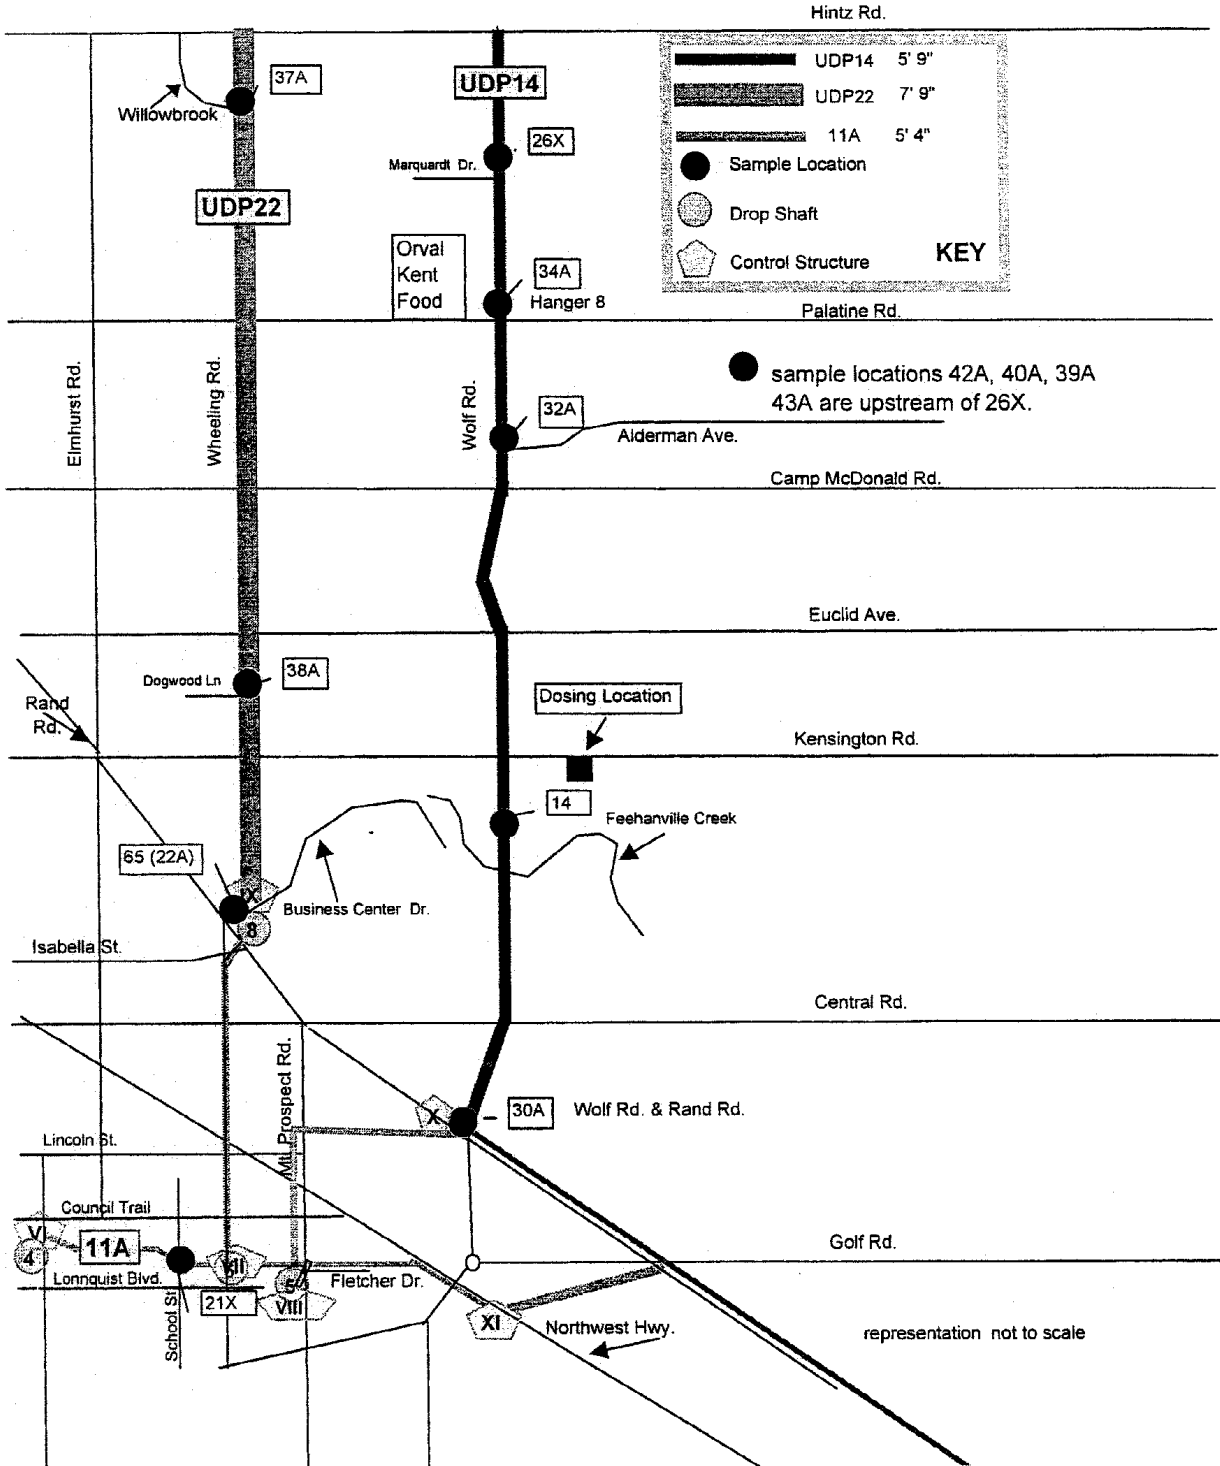 Hintz Rd.
UDP14 5' 9"
UDP22 7' 9"
11A 5' 4"
Sample Location
Drop Shaft
Control Structure
KEY
37A
Willowbrook
UDP14
26X
Marquardt Dr.
UDP22
Orval
Kent
Food
34A
Hanger 8
Palatine Rd.
sample locations 42A, 40A, 39A
43A are upstream of 26X.
Elmhurst Rd.
Wheeling Rd.
Wolf Rd.
32A
Alderman Ave.
Camp McDonald Rd.
Euclid Ave.
Dogwood Ln
38A
Dosing Location
Rand
Rd.
Kensington Rd.
14
Feehanville Creek
65 (22A)
IX
Business Center Dr.
8
Isabella St.
Central Rd.
Mt. Prospect Rd.
X
30A
Wolf Rd. & Rand Rd.
Lincoln St.
Council Trail
VI
4
11A
VII
Golf Rd.
Lonnquist Blvd.
5
Fletcher Dr.
21X
VIII
School St.
XI
Northwest Hwy.
representation not to scale